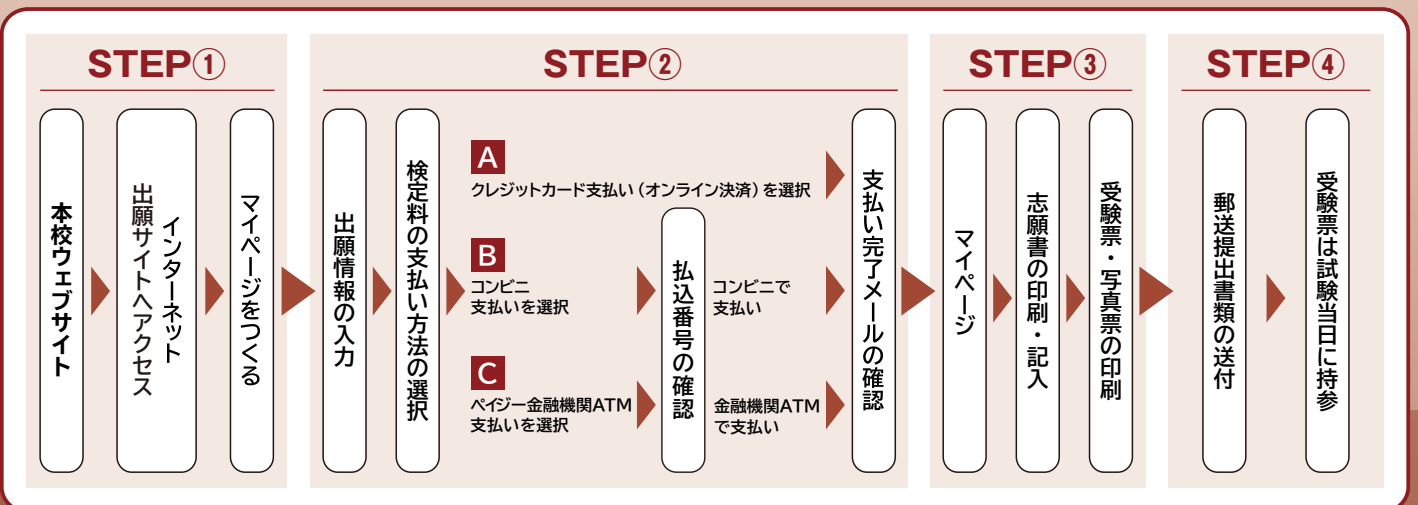 STEP①
本校ウェブサイト
インターネット
出願サイトへアクセス
マイページをつくる
STEP②
出願情報の入力
検定料の支払い方法の選択
A
クレジットカード支払い（オンライン決済）を選択
B
コンビニ
支払いを選択
C
ペイジー金融機関ATM
支払いを選択
払込番号の確認
コンビニで
支払い
金融機関ATM
で支払い
支払い完了メールの確認
STEP③
マイページ
志願書の印刷・記入
受験票・写真票の印刷
STEP④
郵送提出書類の送付
受験票は試験当日に持参